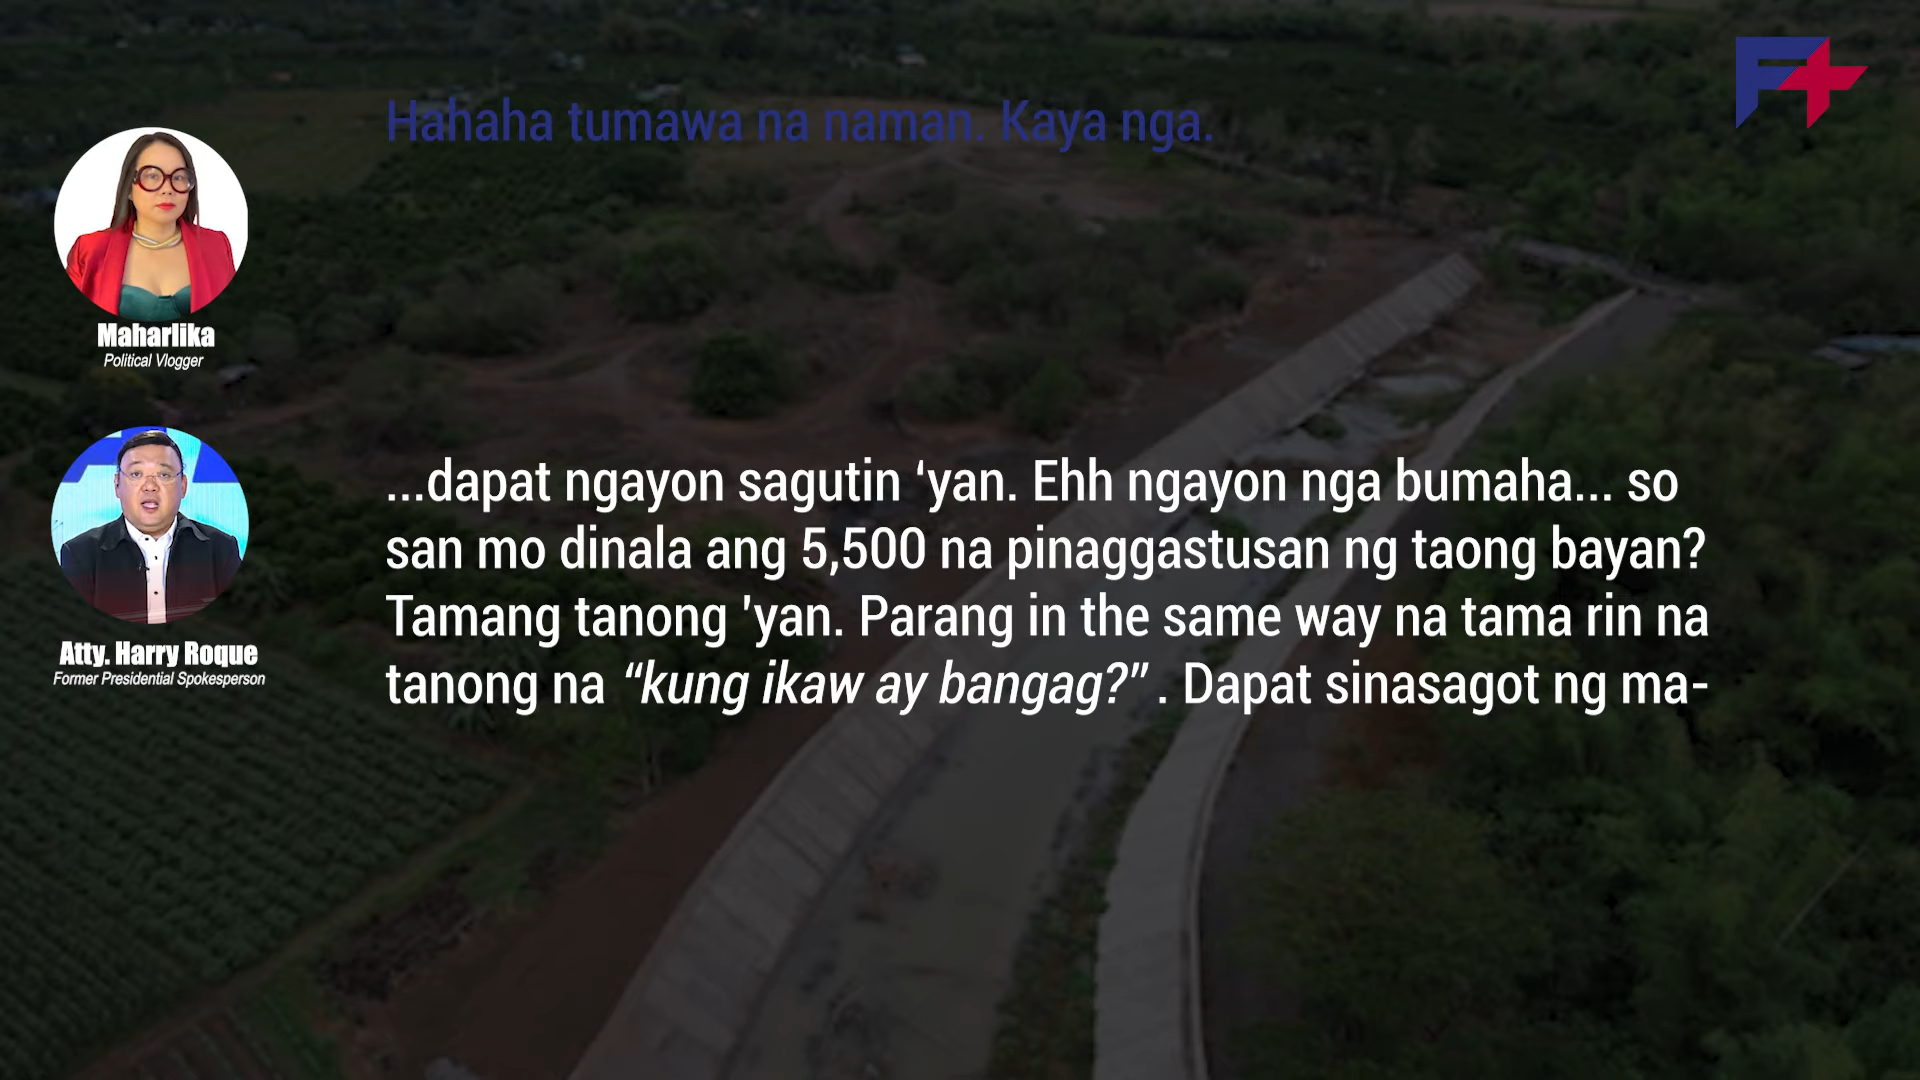 Hahaha tumawa na naman. Kaya nga.
Maharlika
Political Vlogger
...dapat ngayon sagutin ‘yan. Ehh ngayon nga bumaha... so
san mo dinala ang 5,500 na pinaggastusan ng taong bayan?
Tamang tanong 'yan. Parang in the same way na tama rin na
tanong na “kung ikaw ay bangag?” . Dapat sinasagot ng ma-
Atty. Harry Roque
Former Presidential Spokesperson